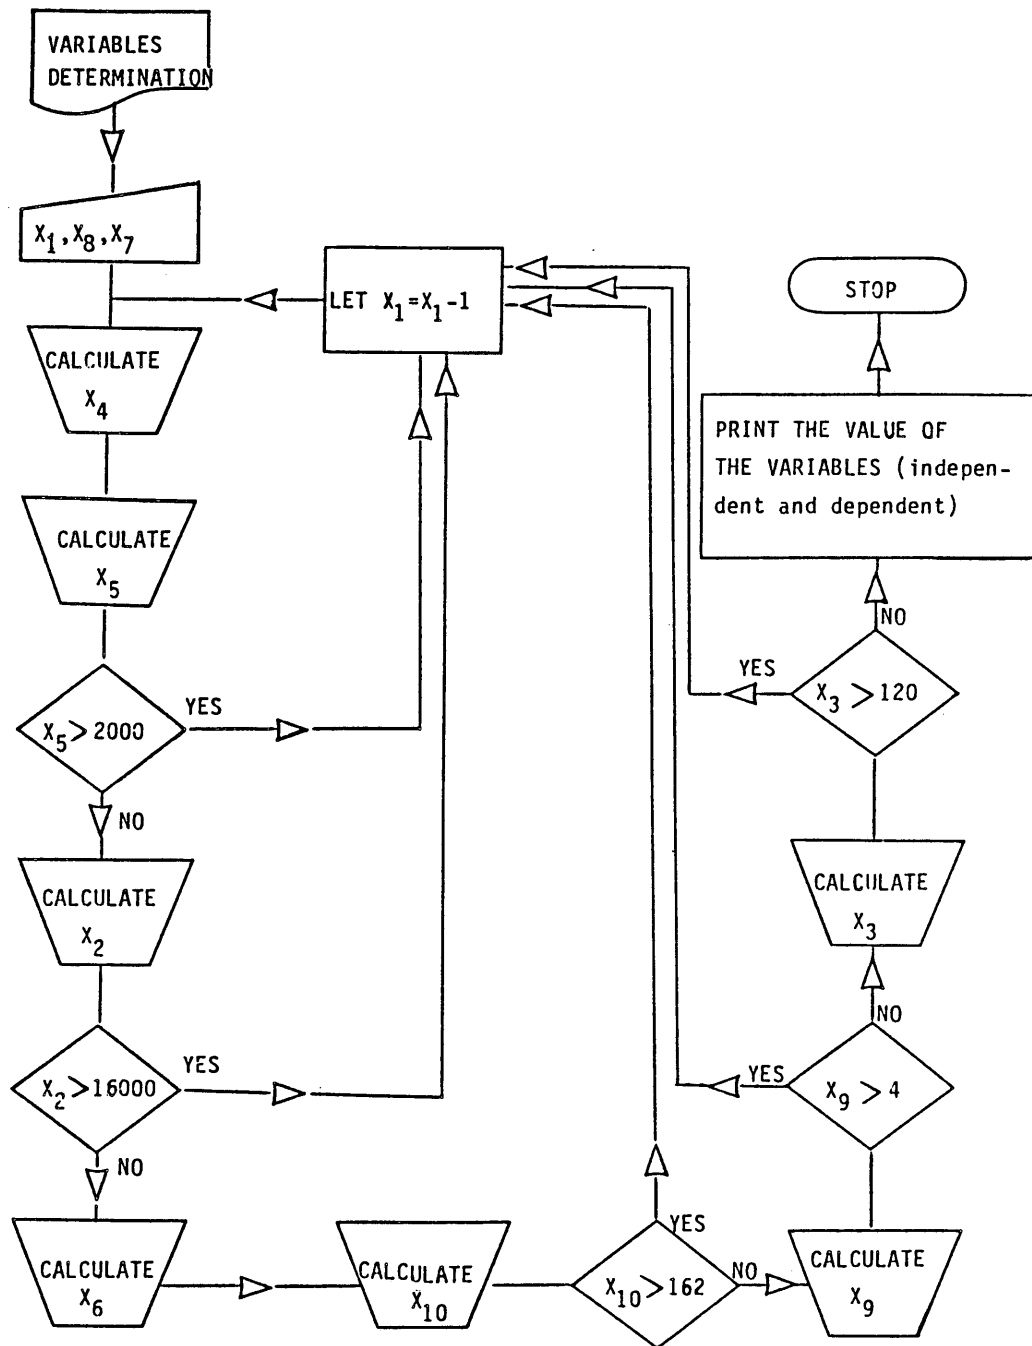 VARIABLES
DETERMINATION
X1,X8,X7
LET X1=X1-1
CALCULATE
X4
CALCULATE
X5
X5>2000
YES
NO
CALCULATE
X2
X2>16000
YES
NO
CALCULATE
X6
CALCULATE
X10
X10>162
YES
NO
CALCULATE
X9
X9>4
YES
NO
CALCULATE
X3
X3>120
YES
NO
PRINT THE VALUE OF
THE VARIABLES (indepen-
dent and dependent)
STOP